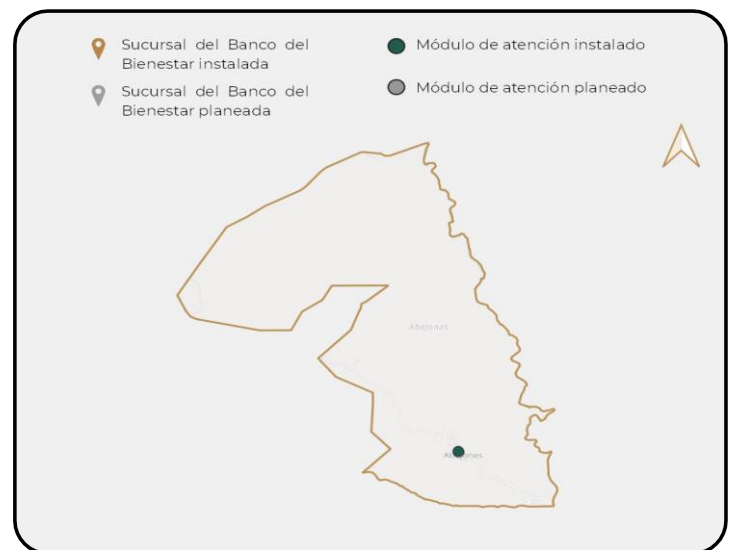 Sucursal del Banco del
Bienestar instalada
Sucursal del Banco del
Bienestar planeada
Módulo de atención instalado
Módulo de atención planeado
Abejones
Abejones